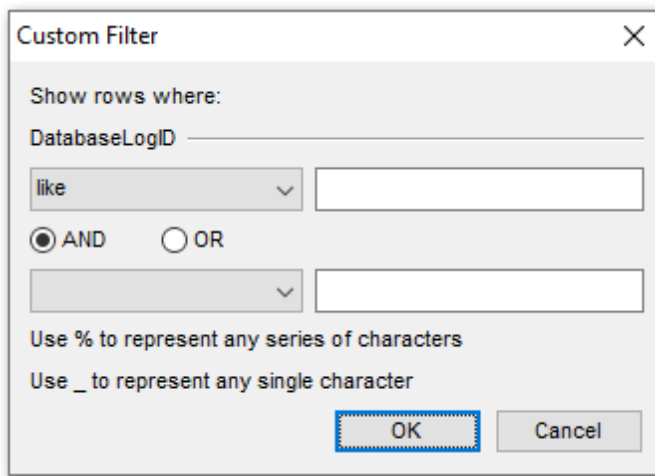 Custom Filter
Show rows where:
DatabaseLogID
like
AND OR
Use % to represent any series of characters
Use _ to represent any single character
OK Cancel